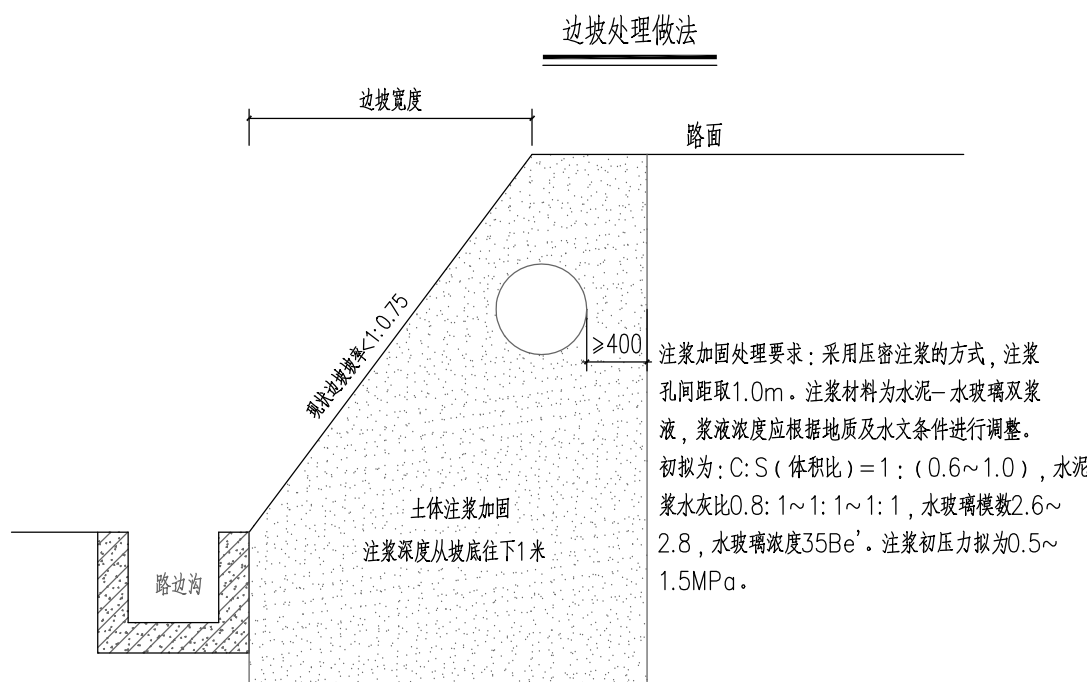 边坡处理做法
边坡宽度
路面
现状边坡坡率<1:0.75
≥400
注浆加固处理要求：采用压密注浆的方式，注浆
孔间距取1.0m。注浆材料为水泥-水玻璃双浆
液，浆液浓度应根据地质及水文条件进行调整。
初拟为：C:S(体积比)=1：(0.6~1.0)，水泥
浆水灰比0.8:1~1:1~1:1，水玻璃模数2.6~
2.8，水玻璃浓度35Be'。注浆初压力拟为0.5~
1.5MPa。
土体注浆加固
注浆深度从坡底往下1米
路边沟